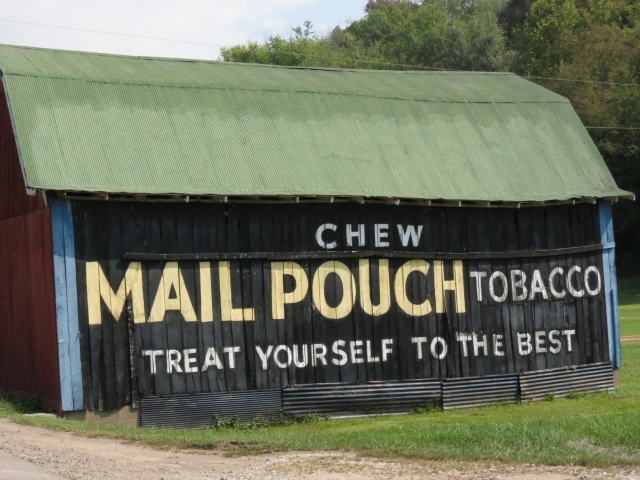 CHEW
MAIL POUCH TOBACCO
TREAT YOURSELF TO THE BEST